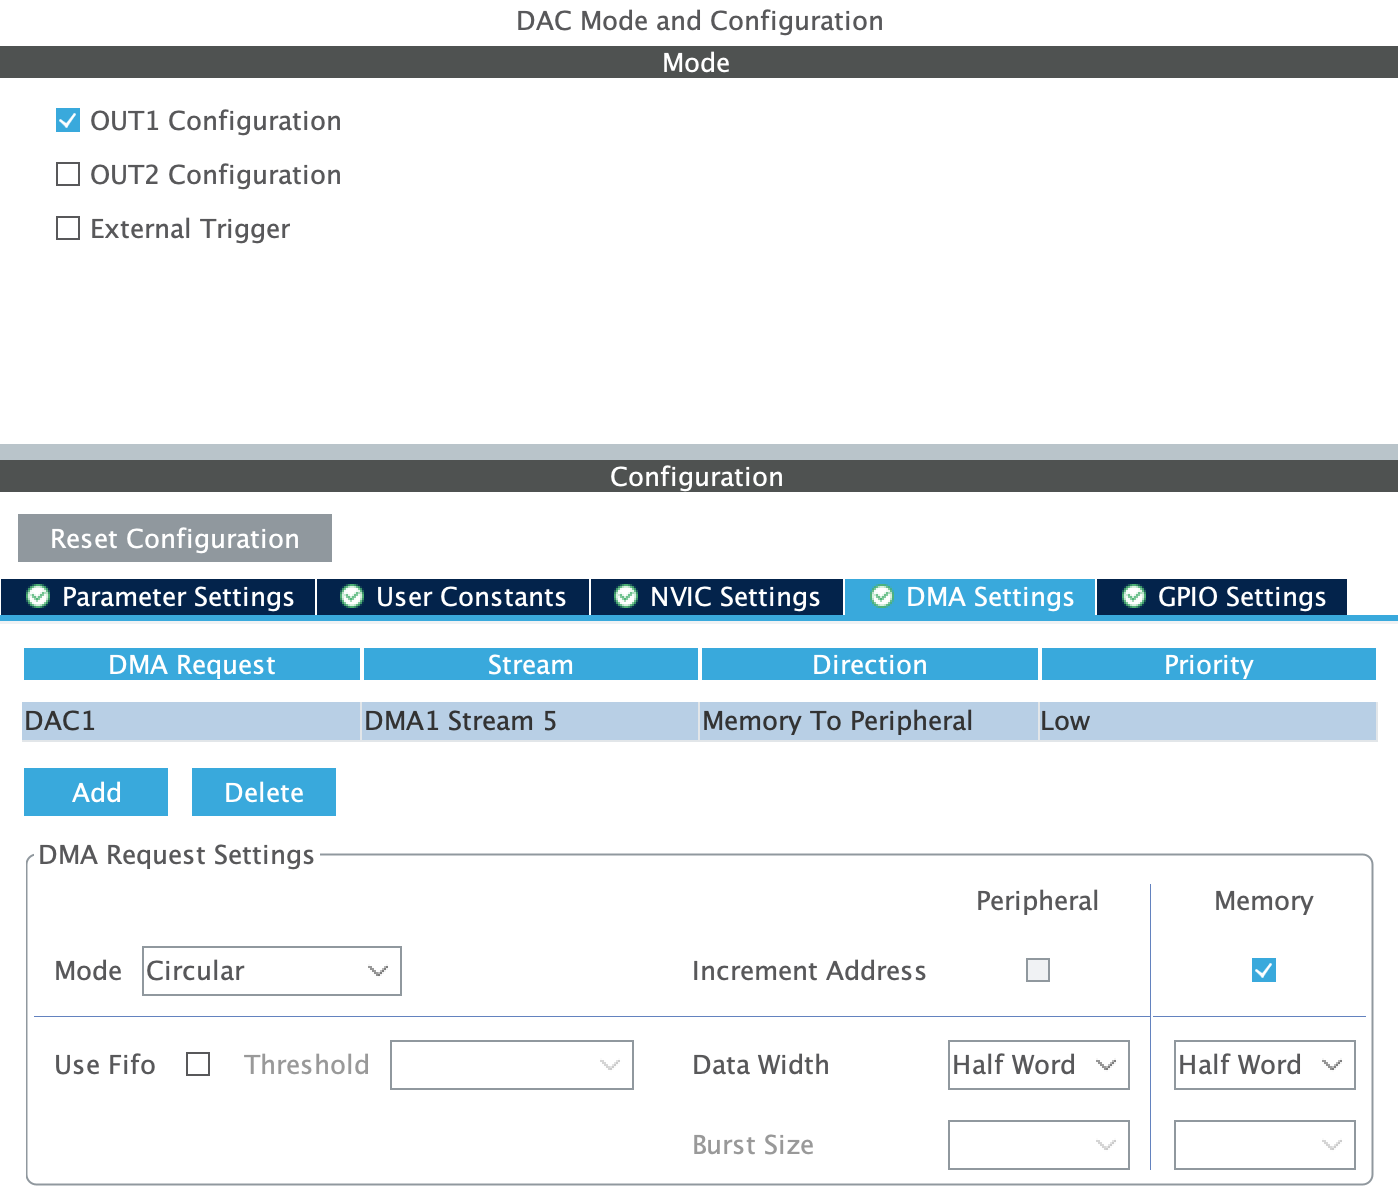 DAC Mode and Configuration
Mode
OUT1 Configuration
OUT2 Configuration
External Trigger
Configuration
Reset Configuration
Parameter Settings User Constants NVIC Settings DMA Settings GPIO Settings
DMA Request Stream Direction Priority
DAC1 DMA1 Stream 5 Memory To Peripheral Low
Add Delete
DMA Request Settings
Peripheral Memory
Mode Circular Increment Address
Use Fifo Threshold Data Width Half Word Half Word
Burst Size